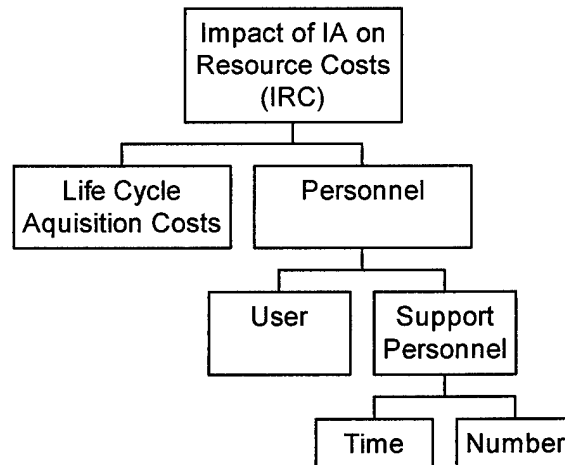 Impact of IA on
Resource Costs
(IRC)
Life Cycle
Aquisition Costs
Personnel
User
Support
Personnel
Time
Number